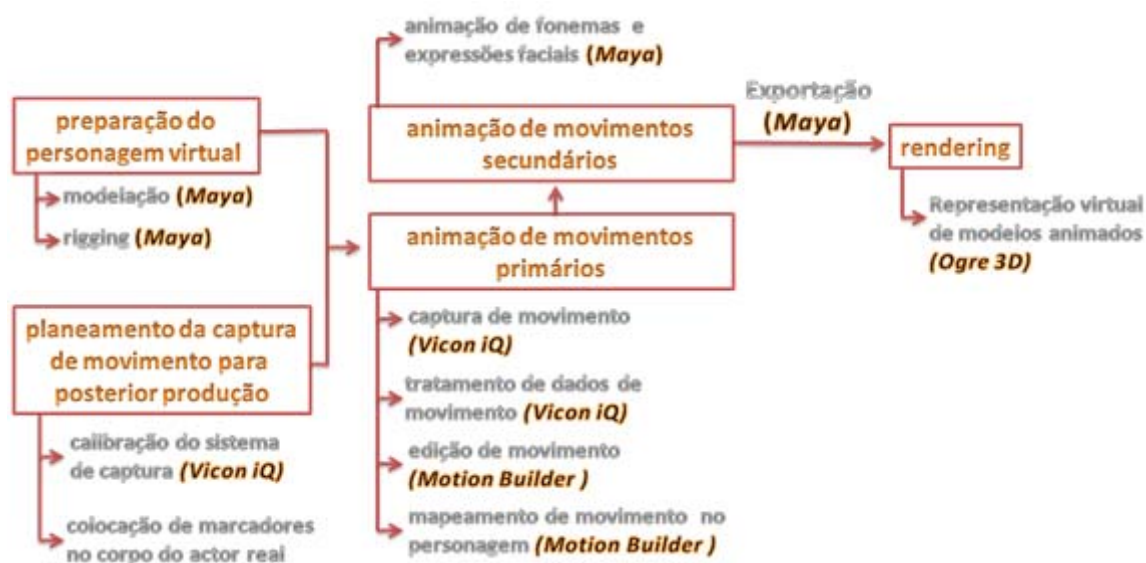 preparação do
personagem virtual
modelação (Maya)
rigging (Maya)
planeamento da captura
de movimento para
posterior produção
calibração do sistema
de captura (Vicon iQ)
colocação de marcadores
no corpo do actor real
animação de fonemas e
expressões faciais (Maya)
animação de movimentos
secundários
animação de movimentos
primários
captura de movimento
(Vicon iQ)
tratamento de dados de
movimento (Vicon iQ)
edição de movimento
(Motion Builder )
mapeamento de movimento no
personagem (Motion Builder )
Exportação
(Maya)
rendering
Representação virtual
de modelos animados
(Ogre 3D)